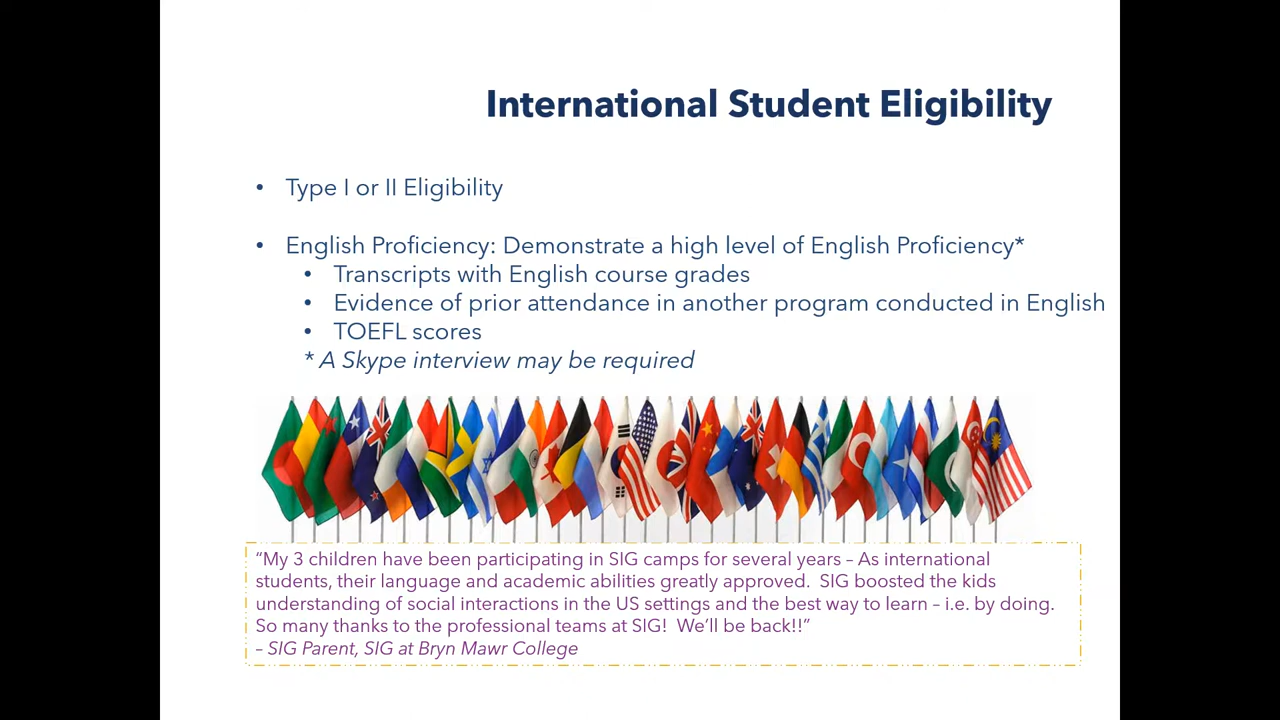 International Student Eligibility
• Type I or II Eligibility
• English Proficiency: Demonstrate a high level of English Proficiency*
• Transcripts with English course grades
• Evidence of prior attendance in another program conducted in English
• TOEFL scores
* A Skype interview may be required
“My 3 children have been participating in SIG camps for several years – As international
students, their language and academic abilities greatly approved.  SIG boosted the kids
understanding of social interactions in the US settings and the best way to learn – i.e. by doing.
So many thanks to the professional teams at SIG!  We’ll be back!!”
– SIG Parent, SIG at Bryn Mawr College